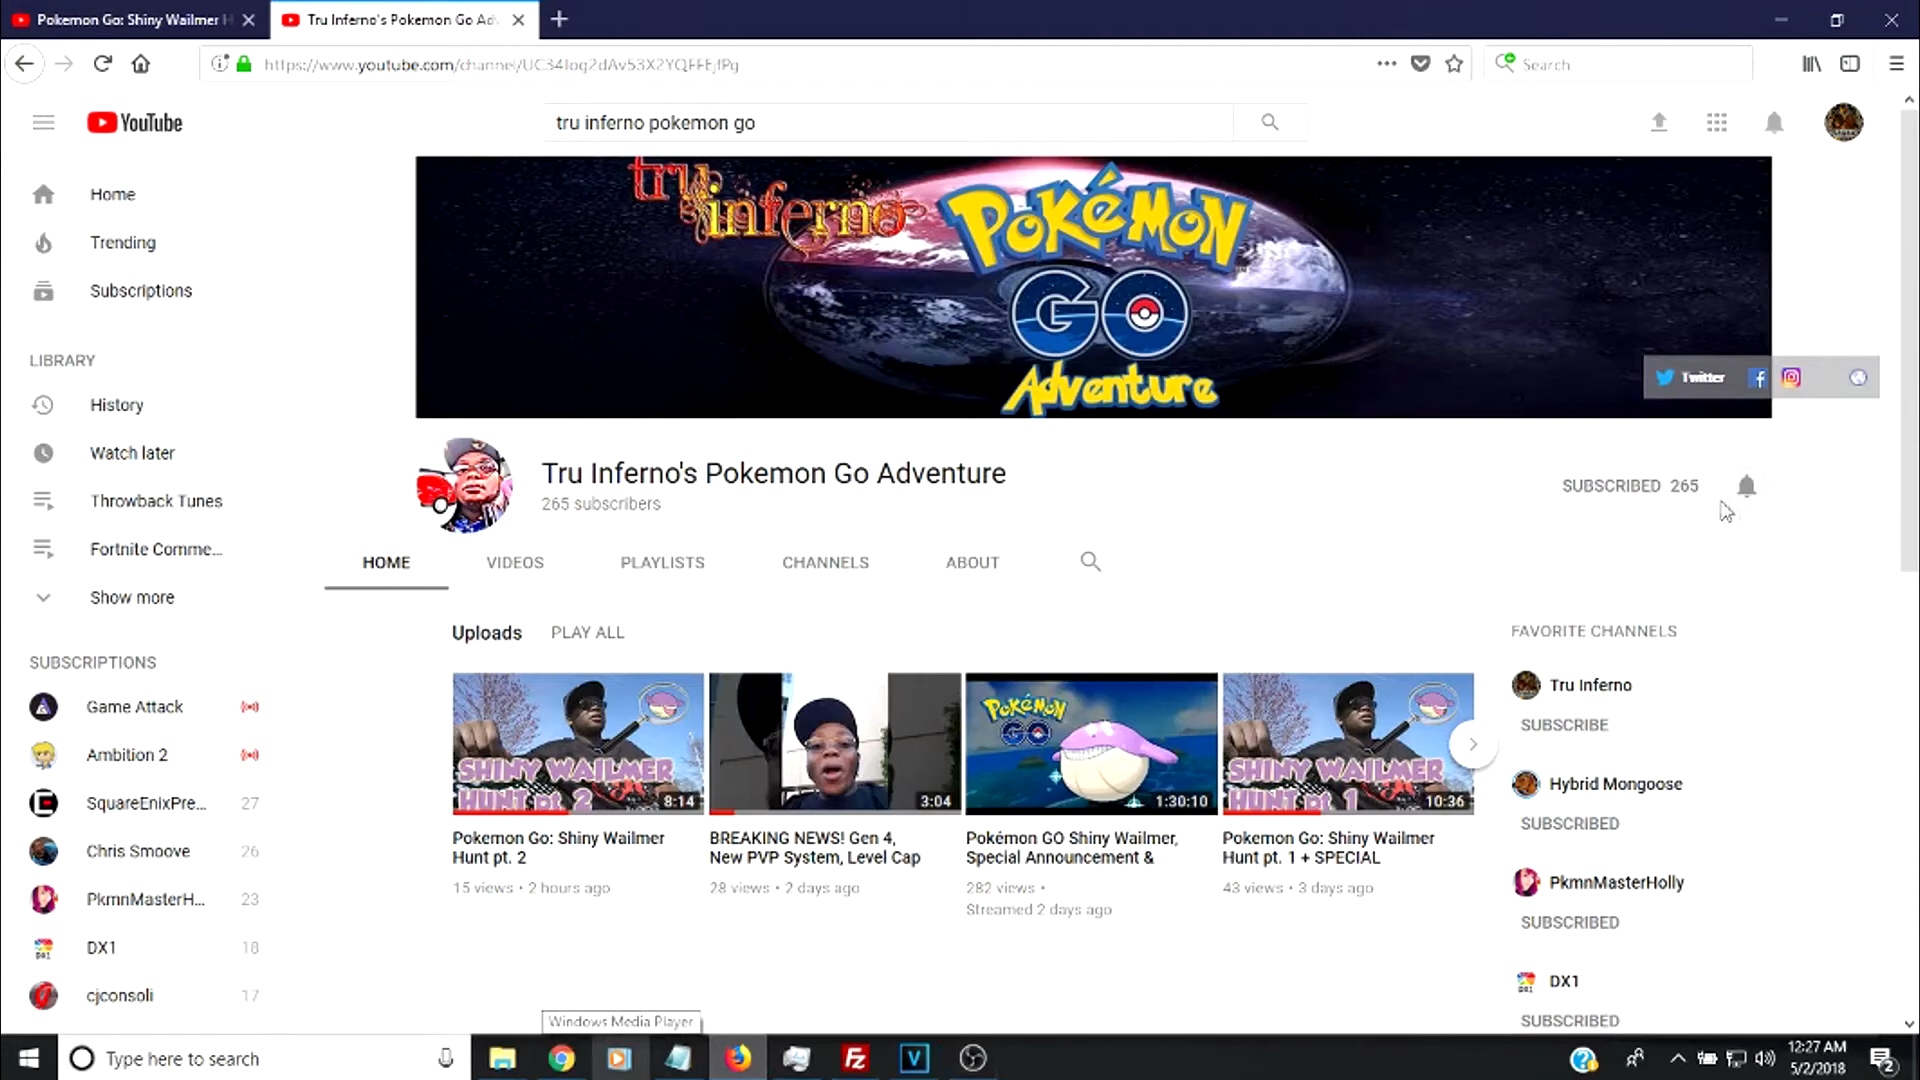 Pokemon Go: Shiny Wailmer H
Tru Inferno's Pokemon Go Ad
https://www.youtube.com/channel/
Search
YouTube
tru inferno pokemon go
Home
Trending
Subscriptions
LIBRARY
History
Watch later
Throwback Tunes
Fortnite Comme...
Show more
SUBSCRIPTIONS
Game Attack
Ambition 2
SquareEnixPre... 27
Chris Smoove 26
PkmnMasterH... 23
DX1 18
cjconsoli 17
tru inferno
POKéMON
GO
Adventure
Twitter
Tru Inferno's Pokemon Go Adventure
265 subscribers
SUBSCRIBED 265
HOME VIDEOS PLAYLISTS CHANNELS ABOUT
Uploads PLAY ALL
SHINY WAILMER
HUNT pt. 2
8:14
Pokemon Go: Shiny Wailmer
Hunt pt. 2
15 views • 2 hours ago
3:04
BREAKING NEWS! Gen 4,
New PVP System, Level Cap
28 views • 2 days ago
POKéMON
GO
1:30:10
Pokémon GO Shiny Wailmer,
Special Announcement &
282 views •
Streamed 2 days ago
SHINY WAILMER
HUNT pt. 1
10:36
Pokemon Go: Shiny Wailmer
Hunt pt. 1 + SPECIAL
43 views • 3 days ago
FAVORITE CHANNELS
Tru Inferno
SUBSCRIBE
Hybrid Mongoose
SUBSCRIBED
PkmnMasterHolly
SUBSCRIBED
DX1
SUBSCRIBED
Windows Media Player
Type here to search
12:27 AM
5/2/2018
2